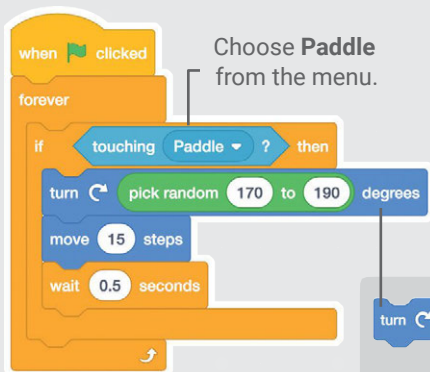 Choose Paddle
from the menu.
when clicked
forever
if touching Paddle ? then
turn pick random 170 to 190 degrees
move 15 steps
wait 0.5 seconds
turn